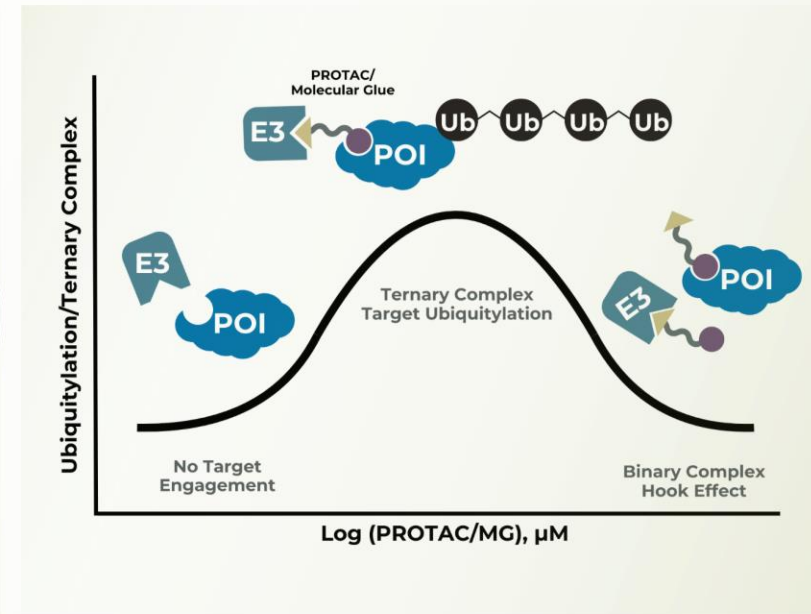 PROTAC/
Molecular Glue
E3
POI
Ub
Ub
Ub
Ub
E3
POI
Ternary Complex
Target Ubiquitylation
POI
E3
No Target
Engagement
Binary Complex
Hook Effect
Ubiquitylation/Ternary Complex
Log (PROTAC/MG), μM